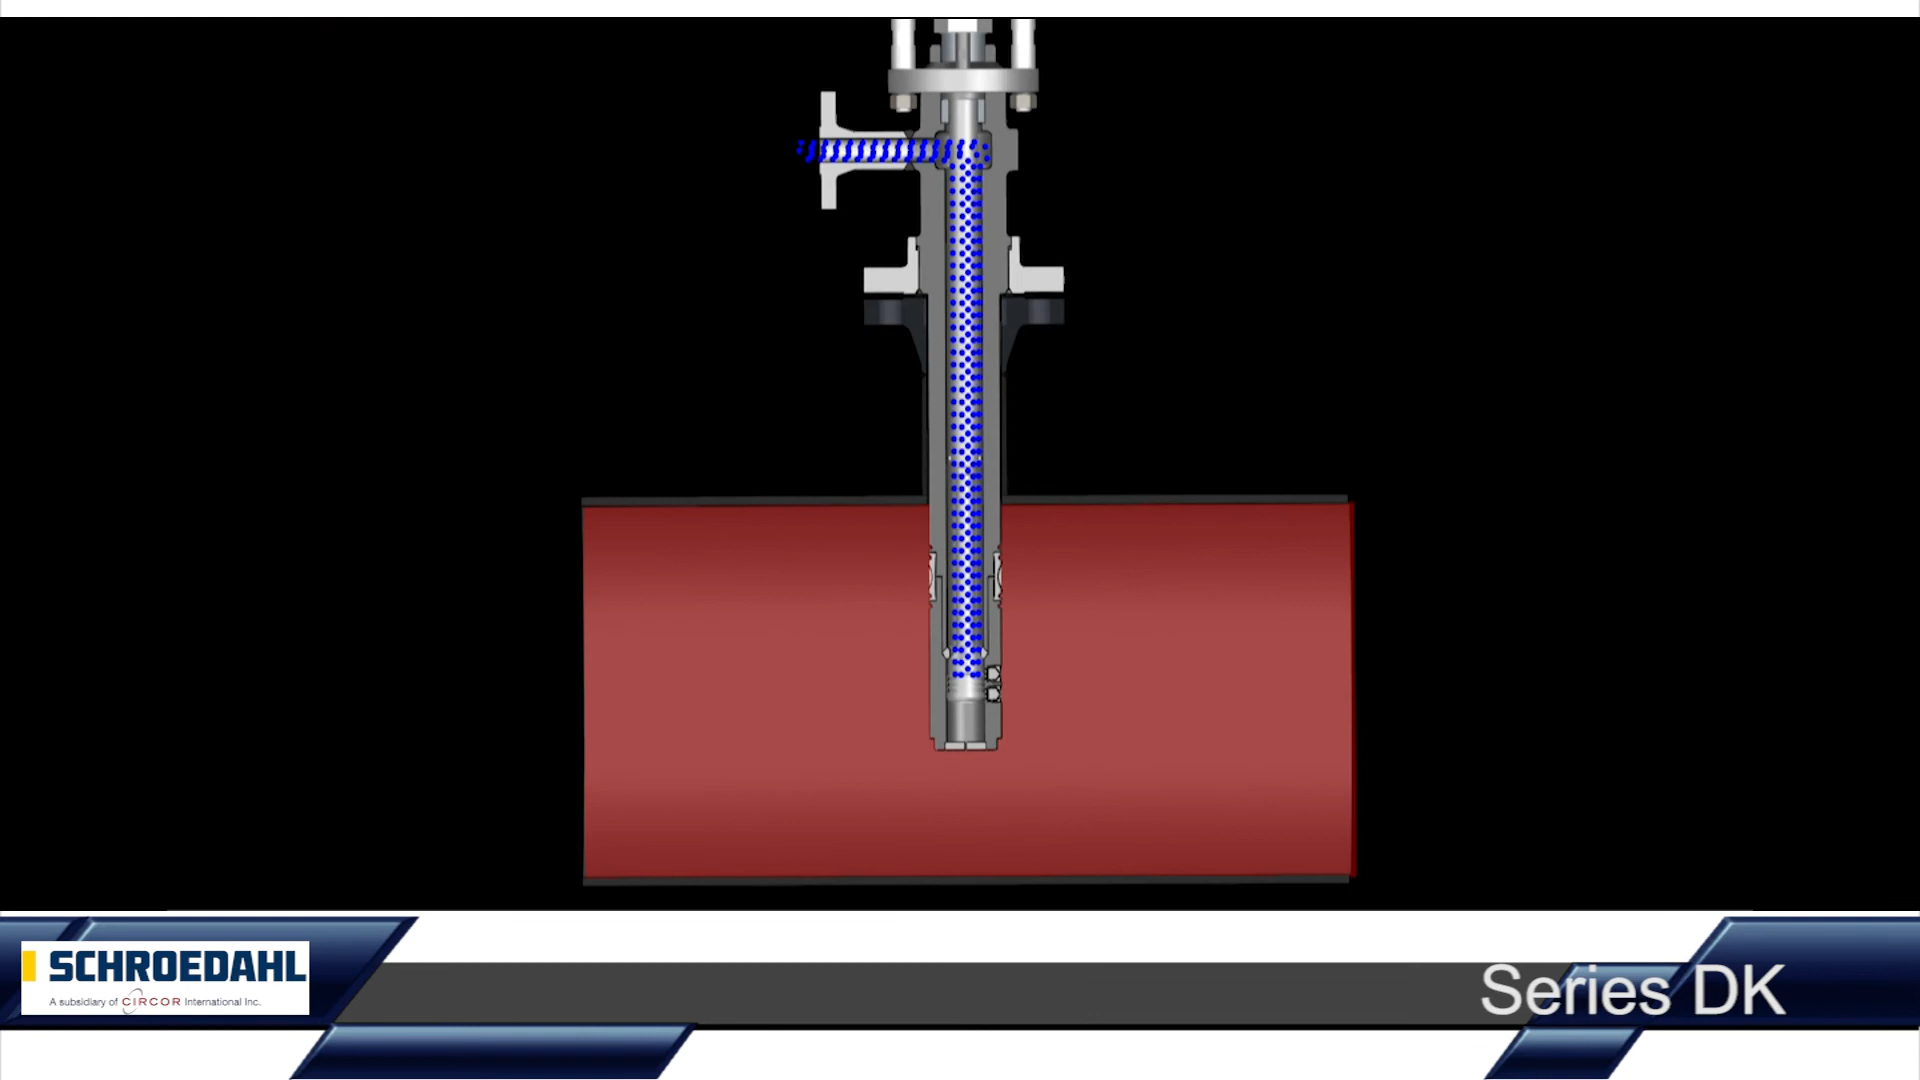 SCHROEDAHL
A subsidiary of CIRCOR International Inc.
Series DK